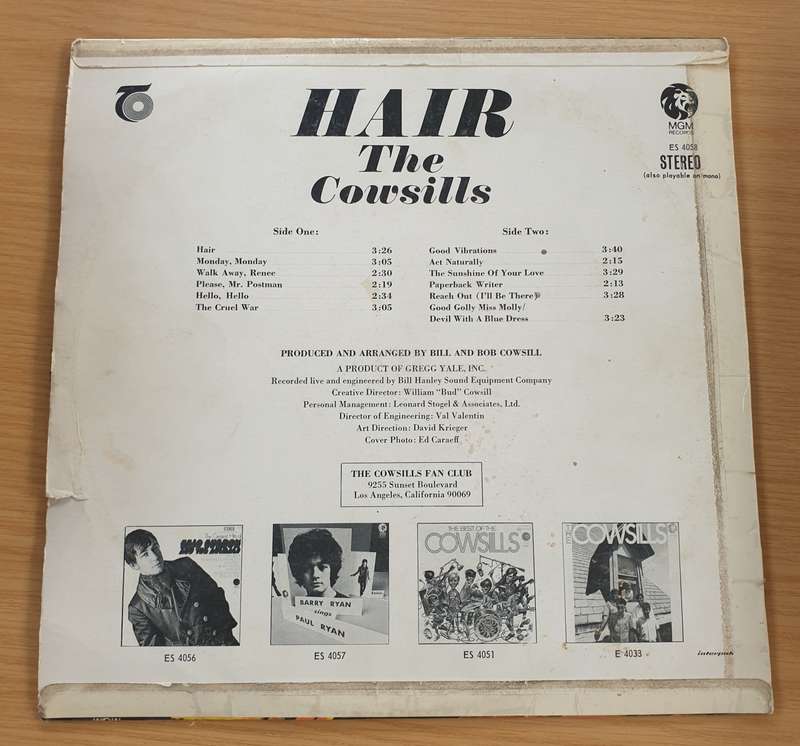 HAIR
The
Cowsills
MGM
RECORDS
ES 4058
STEREO
(also playable on mono)
Side One:
Hair 3:26
Monday, Monday 3:05
Walk Away, Renee 2:30
Please, Mr. Postman 2:19
Hello, Hello 2:34
The Cruel War 3:05
Side Two:
Good Vibrations 3:40
Act Naturally 2:15
The Sunshine Of Your Love 3:29
Paperback Writer 2:13
Reach Out (I'll Be There) 3:28
Good Golly Miss Molly/
Devil With A Blue Dress 3:23
PRODUCED AND ARRANGED BY BILL AND BOB COWSILL
A PRODUCT OF GREGG YALE, INC.
Recorded live and engineered by Bill Hanley Sound Equipment Company
Creative Director: William "Bud" Cowsill
Personal Management: Leonard Stogel & Associates, Ltd.
Director of Engineering: Val Valentin
Art Direction: David Krieger
Cover Photo: Ed Caraeff
THE COWSILLS FAN CLUB
9255 Sunset Boulevard
Los Angeles, California 90069
BARRY RYAN
sings
PAUL RYAN
THE BEST OF THE
COWSILLS
THE
COWSILLS
ES 4056
ES 4057
ES 4051
E 4033
interpak